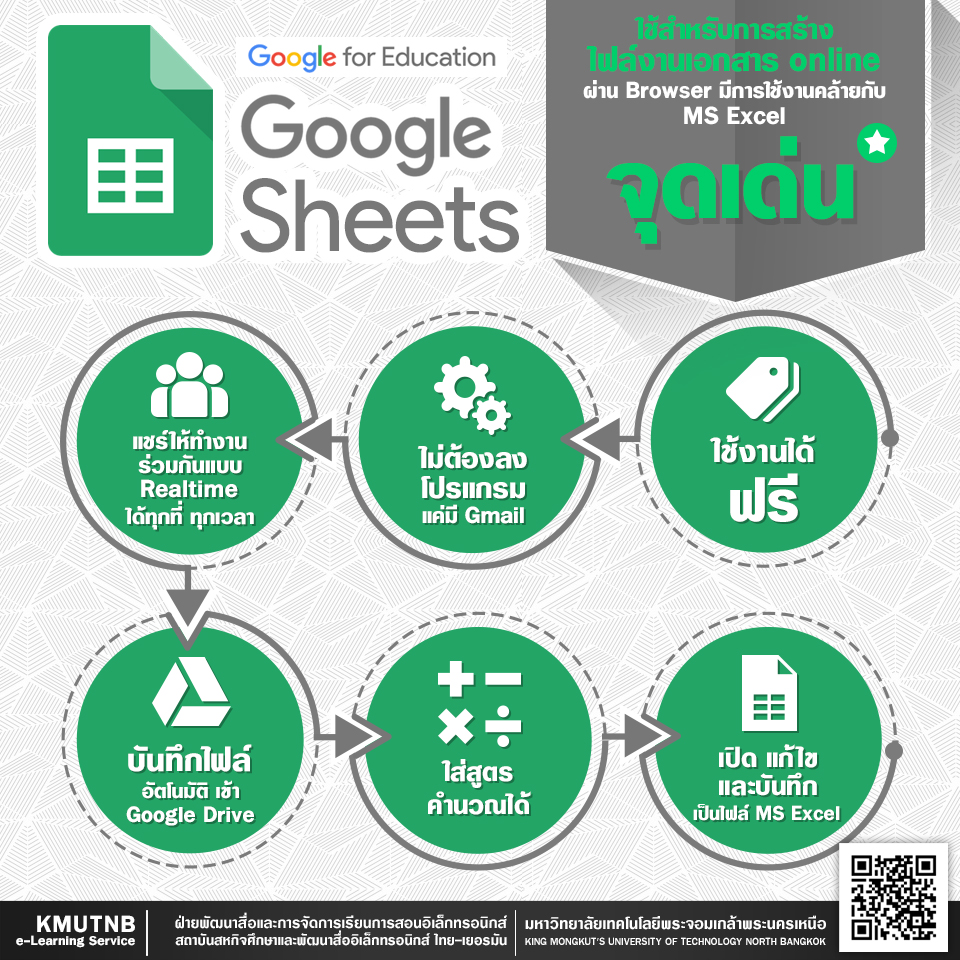 Google for Education
Google
Sheets
ใช้สำหรับการสร้าง
ไฟล์งานเอกสาร online
ผ่าน Browser มีการใช้งานคล้ายกับ
MS Excel
จุดเด่น
ใช้งานได้
ฟรี
ไม่ต้องลง
โปรแกรม
แค่มี Gmail
แชร์ให้ทำงาน
ร่วมกันแบบ
Realtime
ได้ทุกที่ ทุกเวลา
บันทึกไฟล์
อัตโนมัติ เข้า
Google Drive
ใส่สูตร
คำนวณได้
เปิด แก้ไข
และบันทึก
เป็นไฟล์ MS Excel
KMUTNB
e-Learning Service
ฝ่ายพัฒนาสื่อและการจัดการเรียนการสอนอิเล็กทรอนิกส์
สถาบันสหกิจศึกษาและพัฒนาสื่ออิเล็กทรอนิกส์ ไทย-เยอรมัน
มหาวิทยาลัยเทคโนโลยีพระจอมเกล้าพระนครเหนือ
KING MONGKUT'S UNIVERSITY OF TECHNOLOGY NORTH BANGKOK